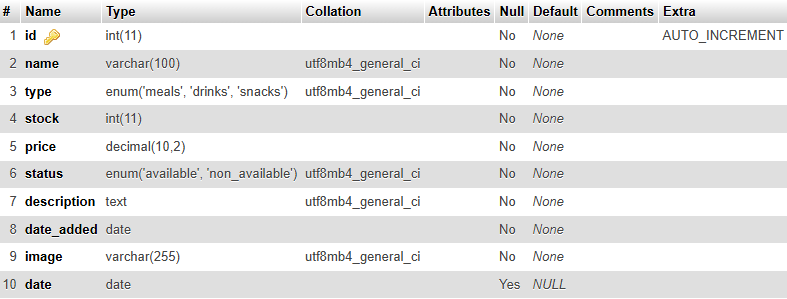 # Name Type Collation Attributes Null Default Comments Extra
1 id int(11) No None AUTO_INCREMENT
2 name varchar(100) utf8mb4_general_ci No None
3 type enum('meals', 'drinks', 'snacks') utf8mb4_general_ci No None
4 stock int(11) No None
5 price decimal(10,2) No None
6 status enum('available', 'non_available') utf8mb4_general_ci No None
7 description text utf8mb4_general_ci No None
8 date_added date No None
9 image varchar(255) utf8mb4_general_ci No None
10 date date Yes NULL